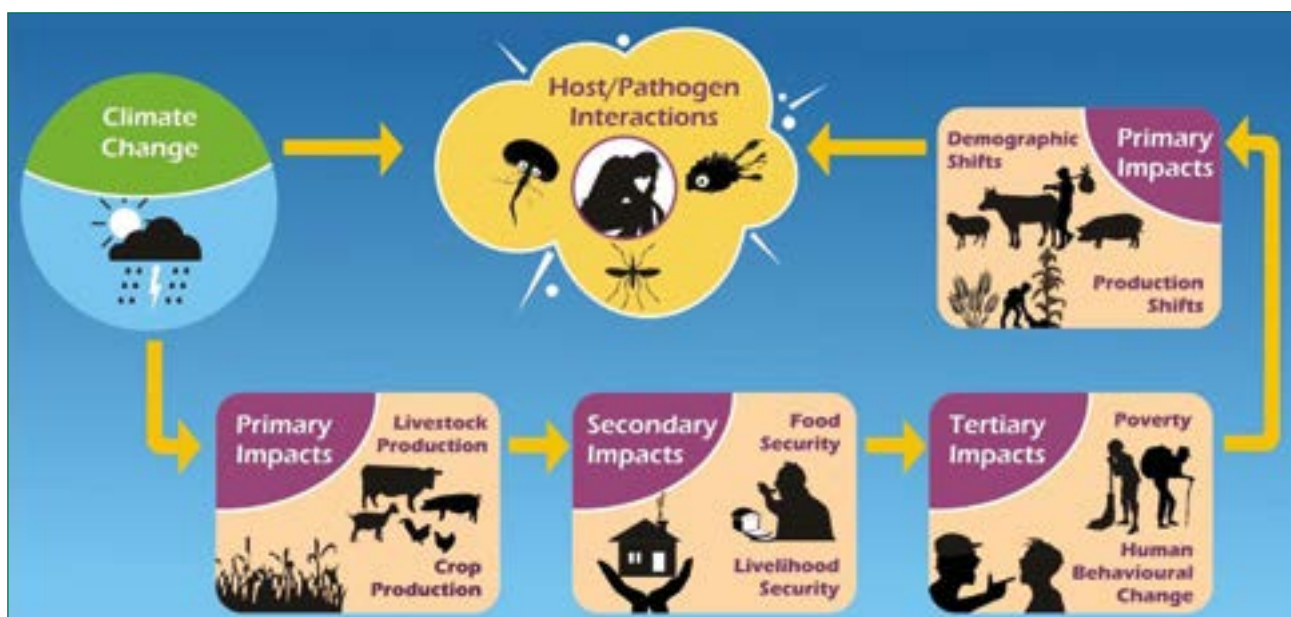 Climate
Change
Host/Pathogen
Interactions
Demographic
Shifts
Primary
Impacts
Production
Shifts
Primary
Impacts
Livestock
Production
Crop
Production
Secondary
Impacts
Food
Security
Livelihood
Security
Tertiary
Impacts
Poverty
Human
Behavioural
Change